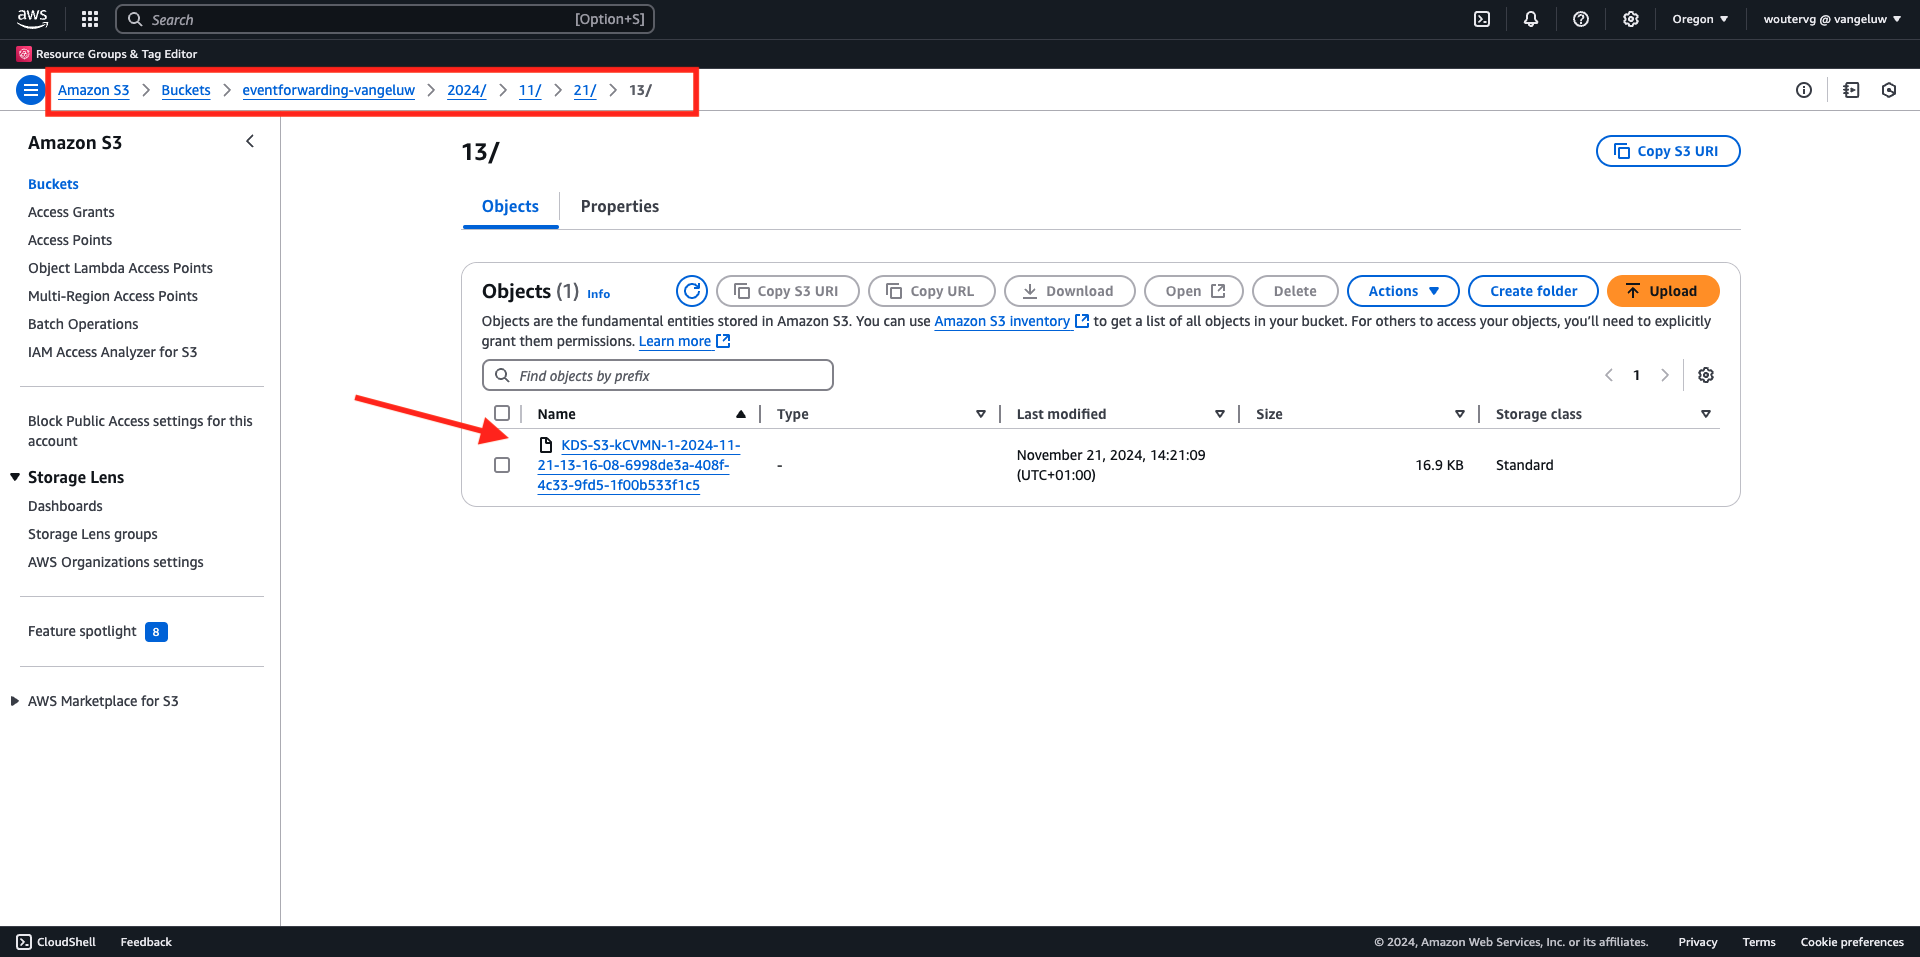 aws
Search [Option+S]
Oregon
woutervg @ vangeluw
Resource Groups & Tag Editor
Amazon S3 > Buckets > eventforwarding-vangeluw > 2024/ > 11/ > 21/ > 13/
Amazon S3
Buckets
Access Grants
Access Points
Object Lambda Access Points
Multi-Region Access Points
Batch Operations
IAM Access Analyzer for S3
Block Public Access settings for this
account
Storage Lens
Dashboards
Storage Lens groups
AWS Organizations settings
Feature spotlight 8
AWS Marketplace for S3
13/
Copy S3 URI
Objects Properties
Objects (1) Info
Copy S3 URI Copy URL Download Open Delete Actions Create folder Upload
Objects are the fundamental entities stored in Amazon S3. You can use Amazon S3 inventory to get a list of all objects in your bucket. For others to access your objects, you'll need to explicitly
grant them permissions. Learn more
Find objects by prefix
1
Name Type Last modified Size Storage class
KDS-S3-kCVMN-1-2024-11-
21-13-16-08-6998de3a-408f-
4c33-9fd5-1f00b533f1c5
-
November 21, 2024, 14:21:09
(UTC+01:00)
16.9 KB
Standard
CloudShell Feedback
© 2024, Amazon Web Services, Inc. or its affiliates. Privacy Terms Cookie preferences